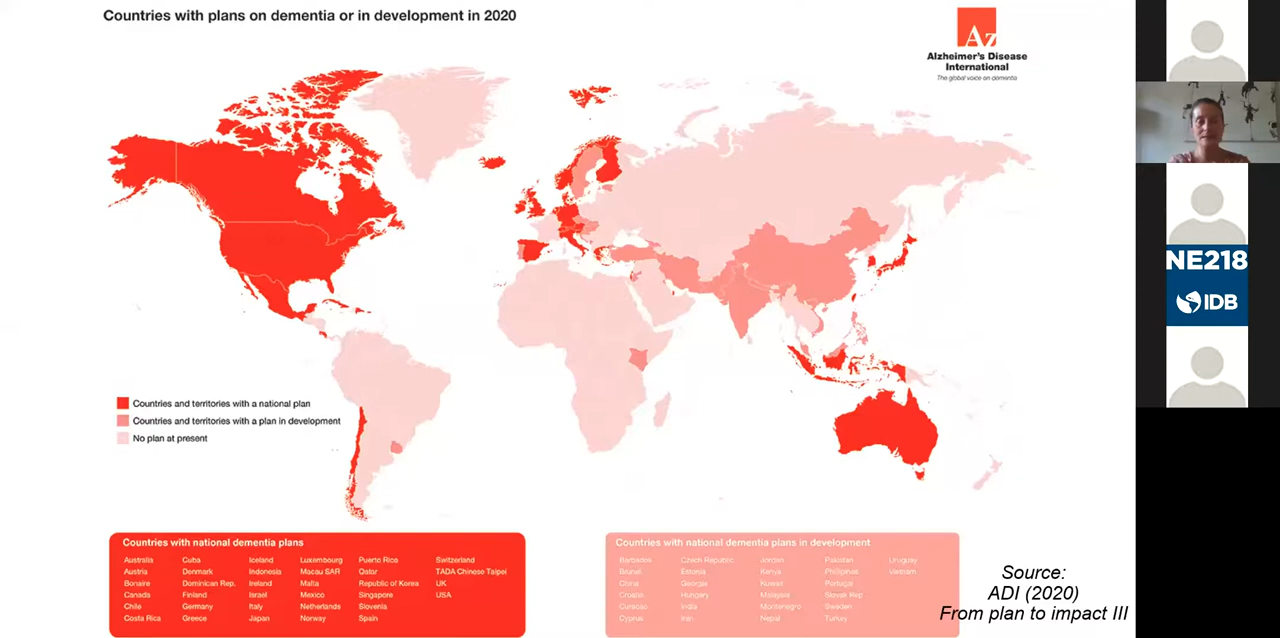 Countries with plans on dementia or in development in 2020
Az
Alzheimer's Disease
International
The global voice on dementia
NE218
IDB
Countries and territories with a national plan
Countries and territories with a plan in development
No plan at present
Countries with national dementia plans
Australia Cuba Iceland Luxembourg Puerto Rico Switzerland
Austria Denmark Indonesia Macau SAR Qatar TADA Chinese Taipei
Bonaire Dominican Rep. Ireland Malta Republic of Korea UK
Canada Finland Israel Mexico Singapore USA
Chile Germany Italy Netherlands Slovenia
Costa Rica Greece Japan Norway Spain
Countries with national dementia plans in development
Barbados Czech Republic Jordan Pakistan Uruguay
Brunei Estonia Kenya Philippines Vietnam
China Georgia Kuwait Portugal
Croatia Hungary Malaysia Slovak Rep
Curacao India Montenegro Sweden
Cyprus Iran Nepal Turkey
Source:
ADI (2020)
From plan to impact III